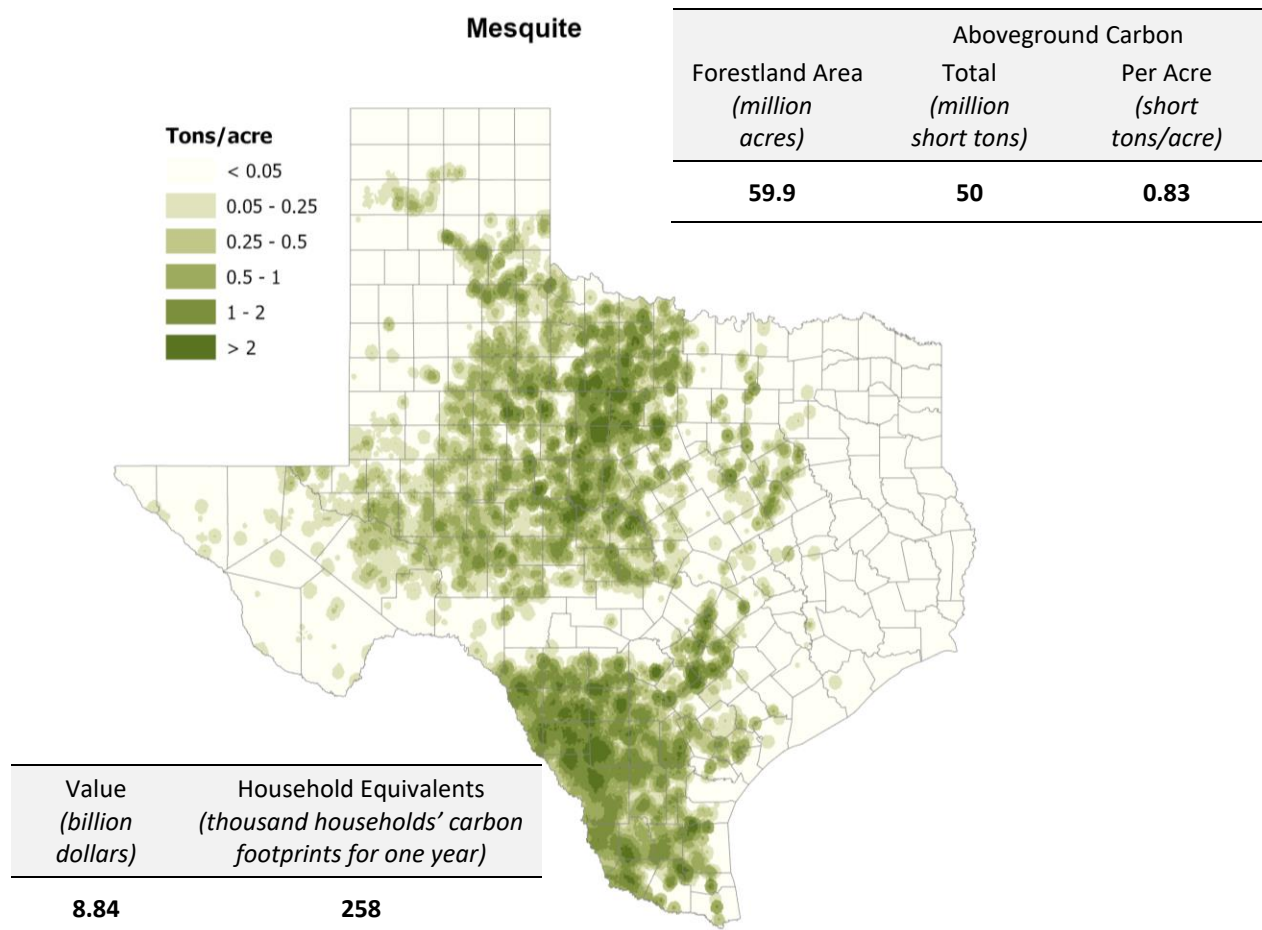 Mesquite
Aboveground Carbon
Forestland Area Total Per Acre
(million (million (short
acres) short tons) tons/acre)
59.9 50 0.83
Tons/acre
< 0.05
0.05 - 0.25
0.25 - 0.5
0.5 - 1
1 - 2
> 2
Value Household Equivalents
(billion (thousand households’ carbon
dollars) footprints for one year)
8.84 258